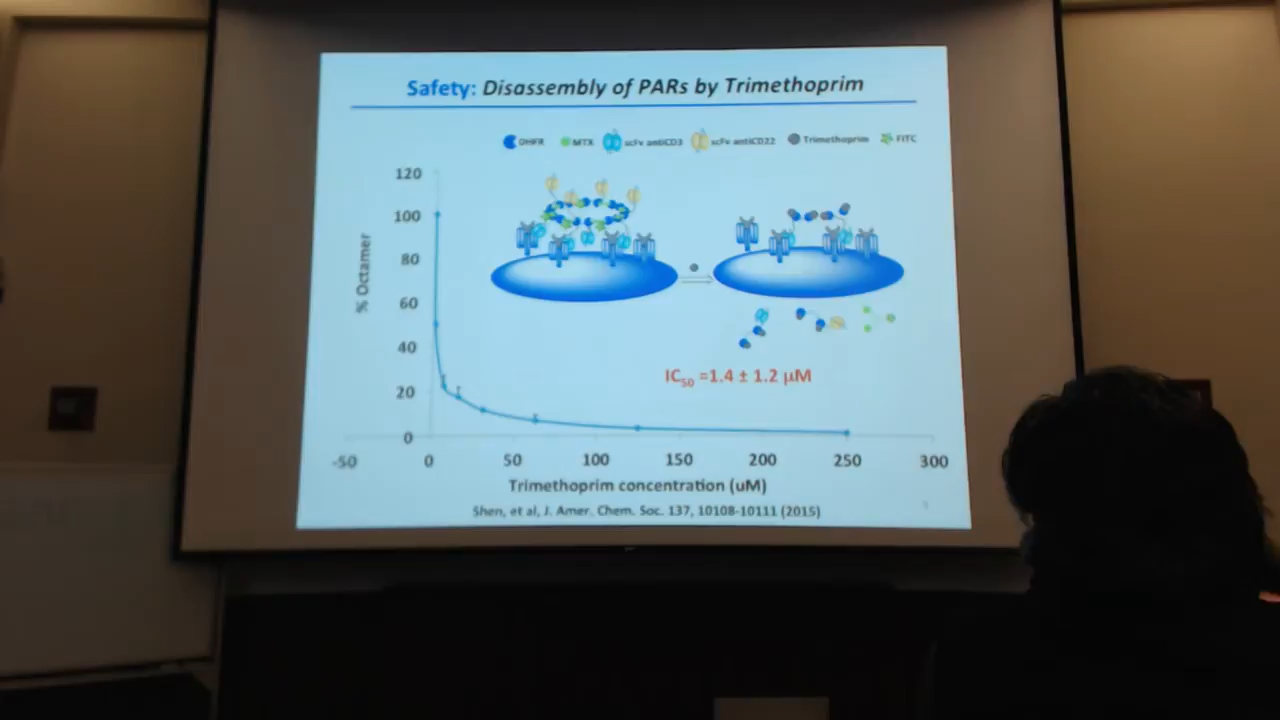 Safety: Disassembly of PARs by Trimethoprim
DHFR MTX scFv antiCD3 scFv antiCD22 Trimethoprim FITC
120
100
80
60
40
20
0
% Octamer
IC50 =1.4 ± 1.2 µM
-50 0 50 100 150 200 250 300
Trimethoprim concentration (uM)
Shen, et al, J. Amer. Chem. Soc. 137, 10108-10111 (2015)